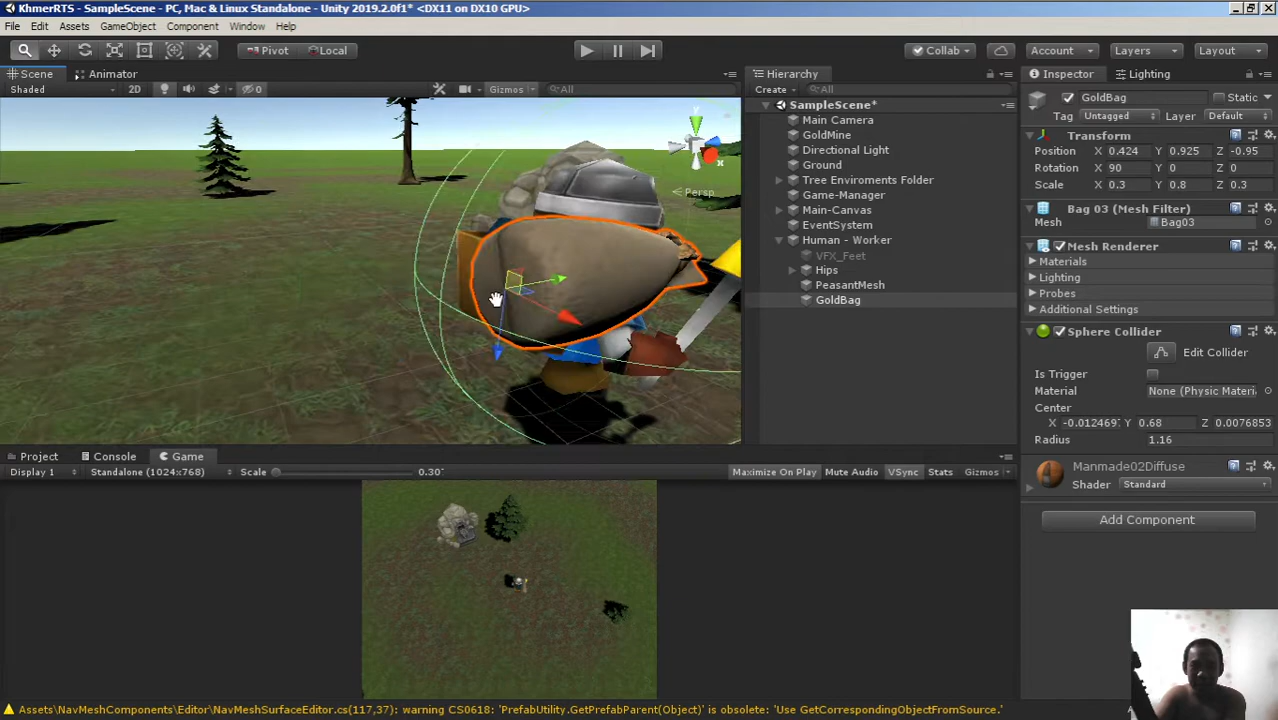 KhmerRTS - SampleScene - PC, Mac & Linux Standalone - Unity 2019.2.0f1* <DX11 on DX10 GPU>
File Edit Assets GameObject Component Window Help
Pivot Local Collab Account Layers Layout
Scene Animator
Shaded 2D 0 Gizmos All
y
x
Persp
Hierarchy
Create All
SampleScene*
Main Camera
GoldMine
Directional Light
Ground
Tree Enviroments Folder
Game-Manager
Main-Canvas
EventSystem
Human - Worker
VFX_Feet
Hips
PeasantMesh
GoldBag
Inspector Lighting
GoldBag Static
Tag Untagged Layer Default
Transform
Position X 0.424 Y 0.925 Z -0.95
Rotation X 90 Y 0 Z 0
Scale X 0.3 Y 0.8 Z 0.3
Bag 03 (Mesh Filter)
Mesh Bag03
Mesh Renderer
Materials
Lighting
Probes
Additional Settings
Sphere Collider
Edit Collider
Is Trigger
Material None (Physic Materi
Center
X -0.012469 Y 0.68 Z 0.0076853
Radius 1.16
Manmade02Diffuse
Shader Standard
Add Component
Project Console Game
Display 1 Standalone (1024x768) Scale 0.30 Maximize On Play Mute Audio VSync Stats Gizmos
Assets\NavMeshComponents\Editor\NavMeshSurfaceEditor.cs(117,37): warning CS0618: 'PrefabUtility.GetPrefabParent(Object)' is obsolete: 'Use GetCorrespondingObjectFromSource.'